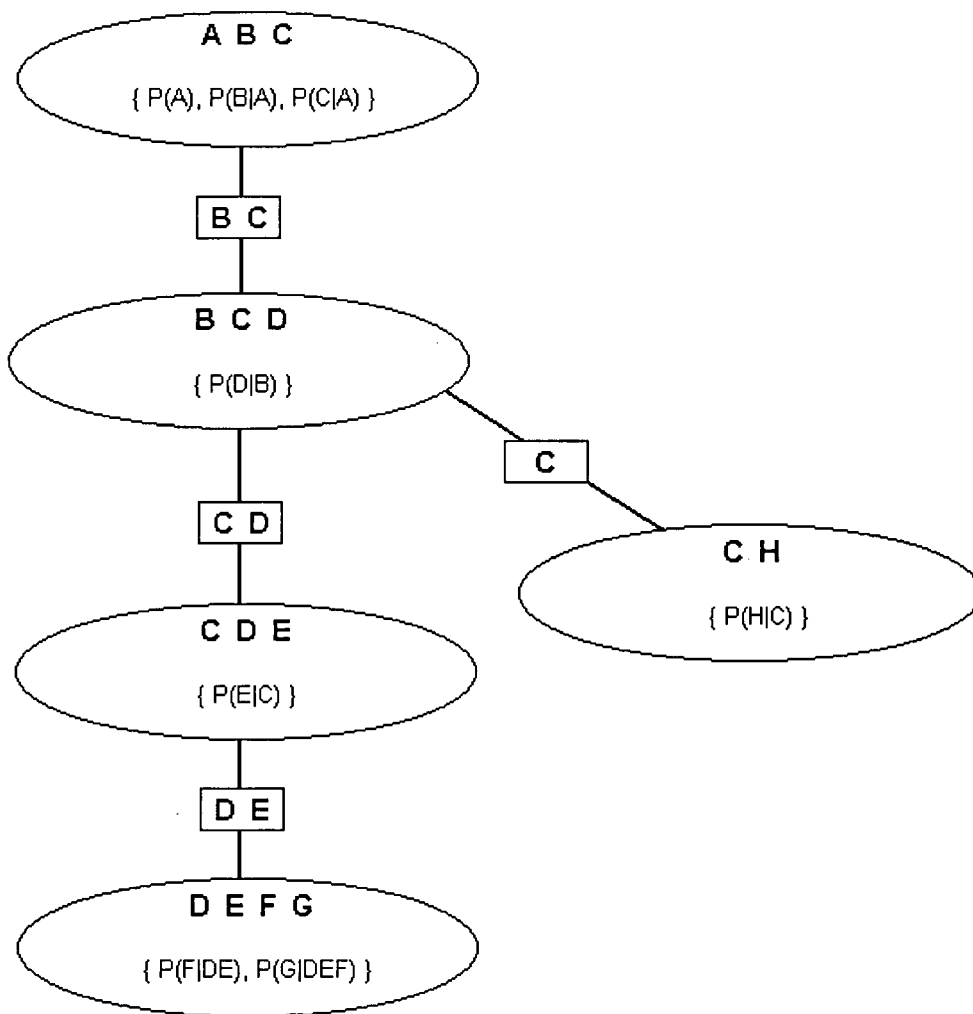 A B C
{ P(A), P(B|A), P(C|A) }
B C
B C D
{ P(D|B) }
C
C D
C H
{ P(H|C) }
C D E
{ P(E|C) }
D E
D E F G
{ P(F|DE), P(G|DEF) }